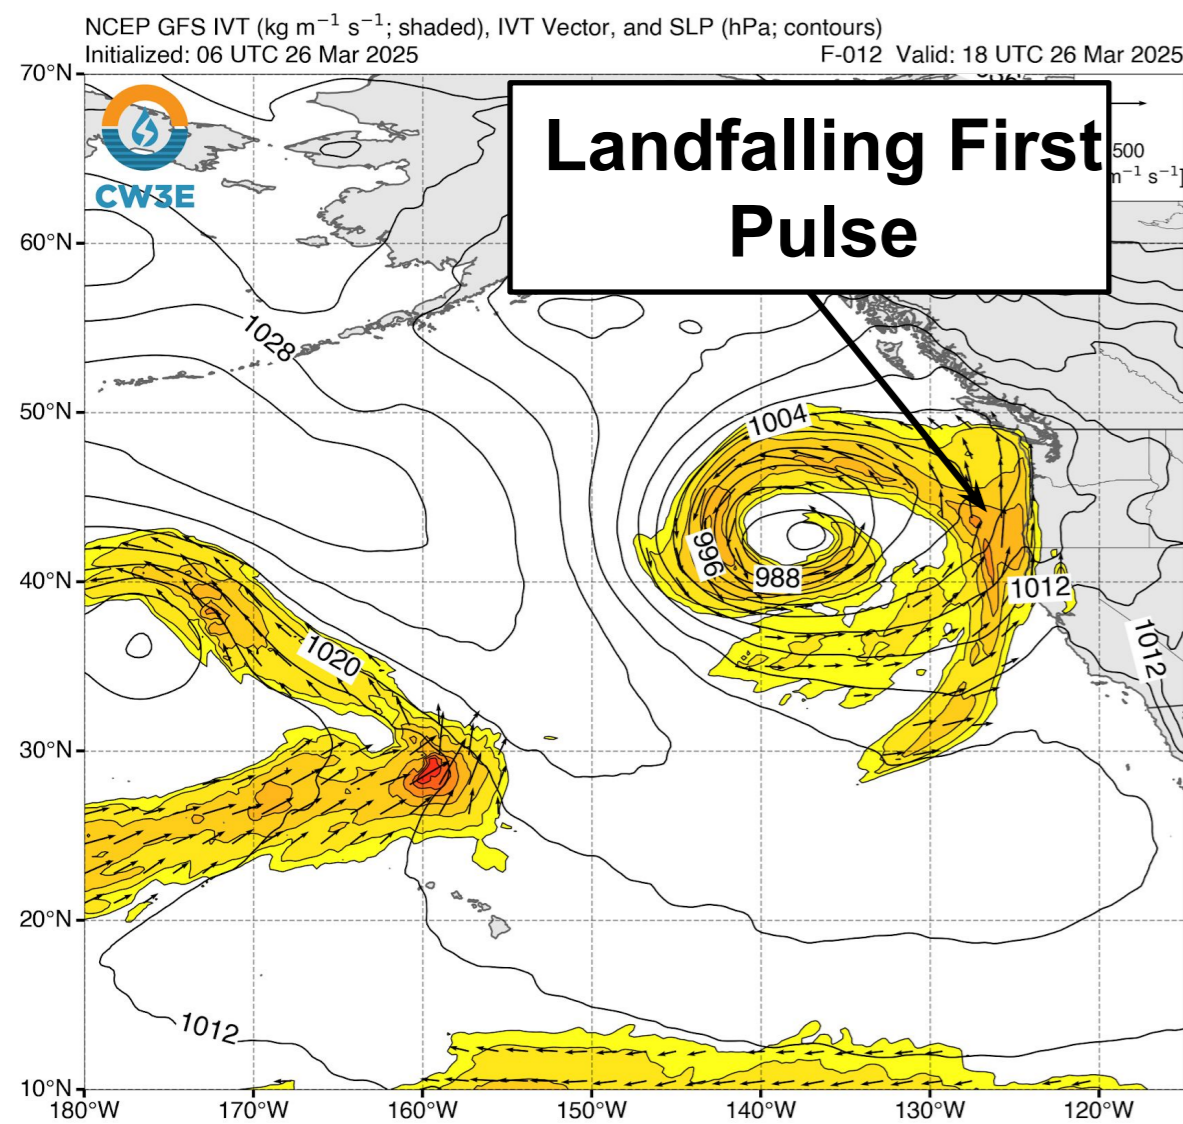 NCEP GFS IVT (kg m⁻¹ s⁻¹; shaded), IVT Vector, and SLP (hPa; contours)
Initialized: 06 UTC 26 Mar 2025
F-012 Valid: 18 UTC 26 Mar 2025
70°N
CW3E
Landfalling First
Pulse
500
m⁻¹ s⁻¹]
60°N
1028
50°N
1004
996
988
40°N
1012
1012
1020
30°N
20°N
1012
10°N
180°W
170°W
160°W
150°W
140°W
130°W
120°W